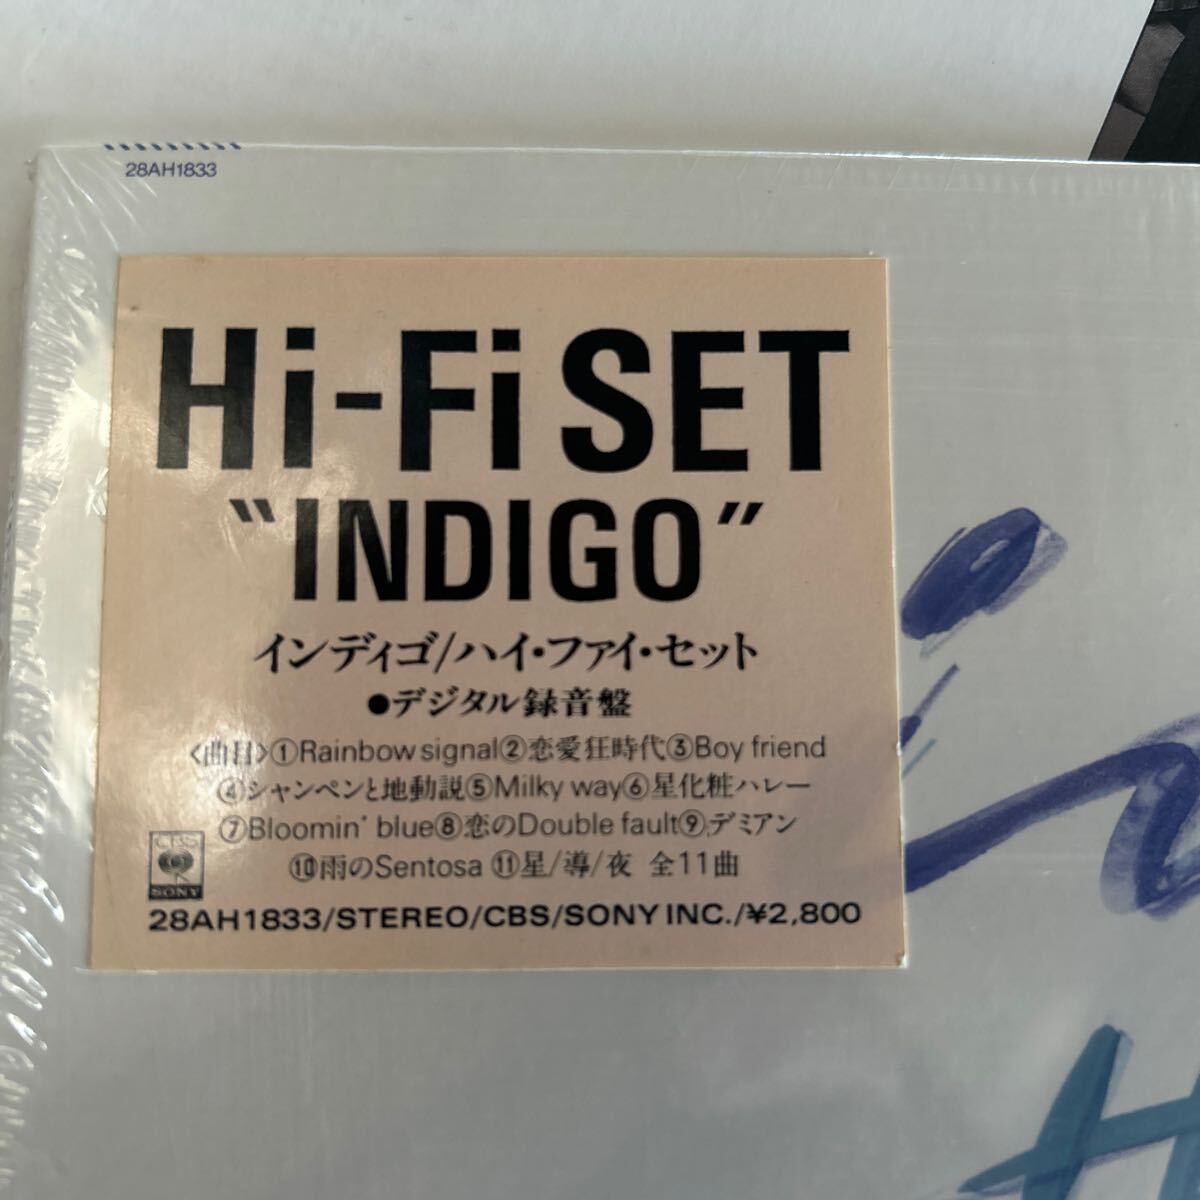 28AH1833
Hi-Fi SET
"INDIGO"
インディゴ/ハイ・ファイ・セット
●デジタル録音盤
〈曲目〉①Rainbow signal②恋愛狂時代③Boy friend
④シャンペンと地動説⑤Milky way⑥星化粧ハレー
⑦Bloomin' blue⑧恋のDouble fault⑨デミアン
⑩雨のSentosa ⑪星/導/夜 全11曲
CBS
SONY
28AH1833/STEREO/CBS/SONY INC./¥2,800